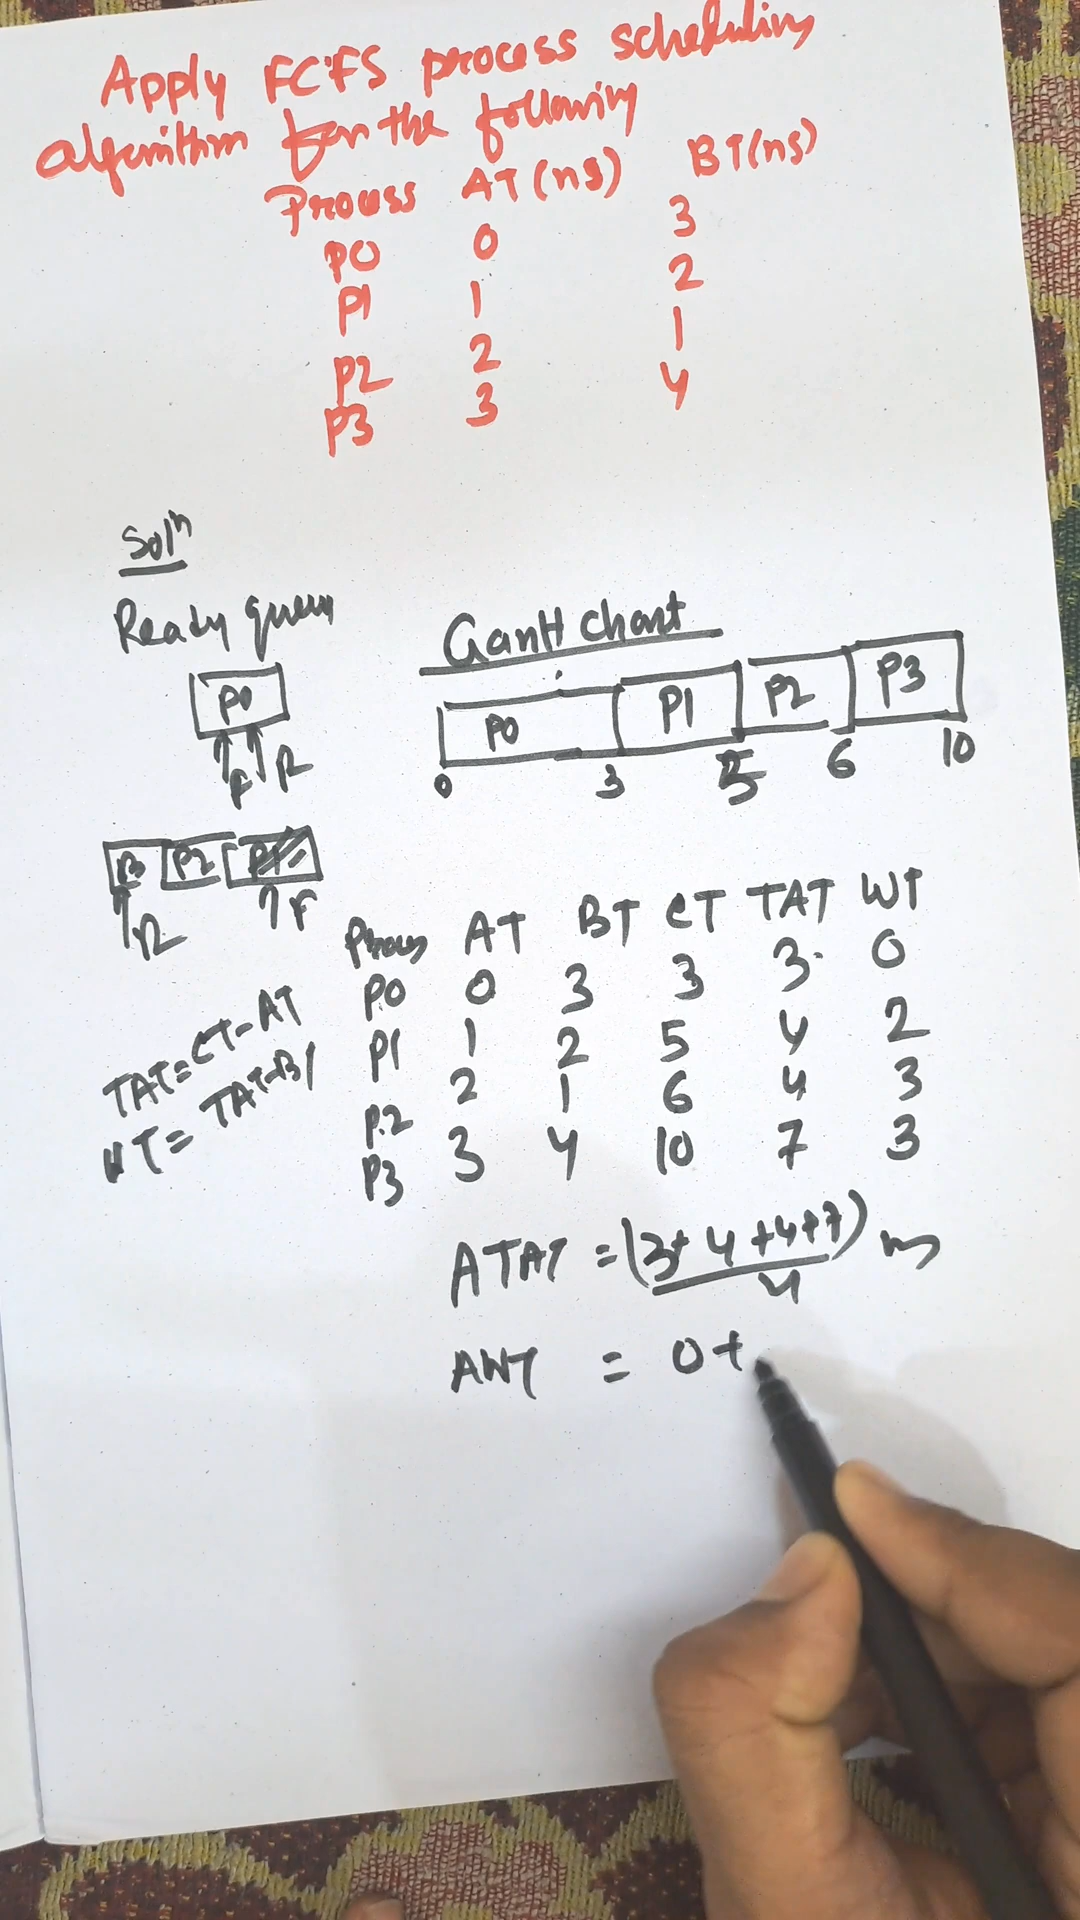 Apply FCFS process scheduling
algorithm for the following
Process AT(ns) BT(ns)
P0 0 3
P1 1 2
P2 2 1
P3 3 4
Solⁿ
Ready queue
Gantt chart
P0
F R
P0 P1 P2 P3
0 3 5 6 10
P3 P2 P1
R F
Process AT BT CT TAT WT
P0 0 3 3 3 0
P1 1 2 5 4 2
P2 2 1 6 4 3
P3 3 4 10 7 3
TAT = CT - AT
WT = TAT - BT
ATAT = (3 + 4 + 4 + 7) ns
4
AWT = 0 +